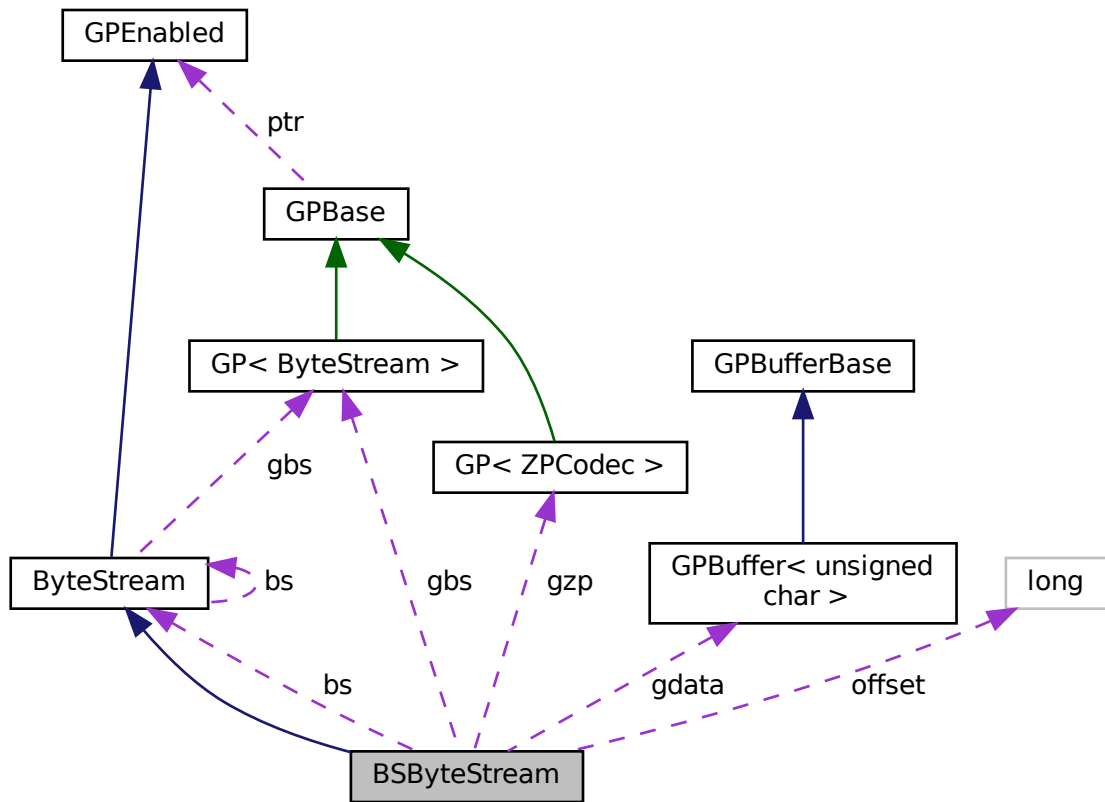 GPEnabled
ptr
GPBase
GP< ByteStream >
GPBufferBase
gbs
GP< ZPCodec >
ByteStream
bs
gbs
gzp
GPBuffer< unsigned
char >
long
bs
gdata
offset
BSByteStream